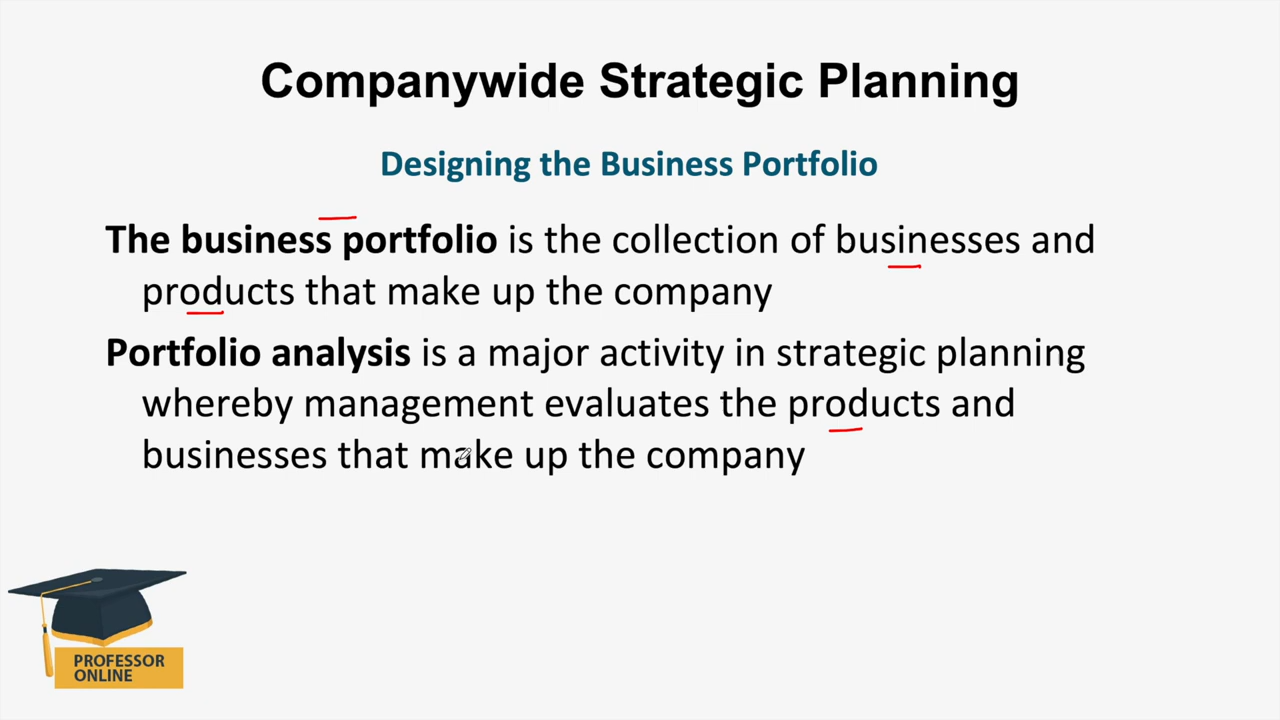 Companywide Strategic Planning
Designing the Business Portfolio
The business portfolio is the collection of businesses and
products that make up the company
Portfolio analysis is a major activity in strategic planning
whereby management evaluates the products and
businesses that make up the company
PROFESSOR
ONLINE